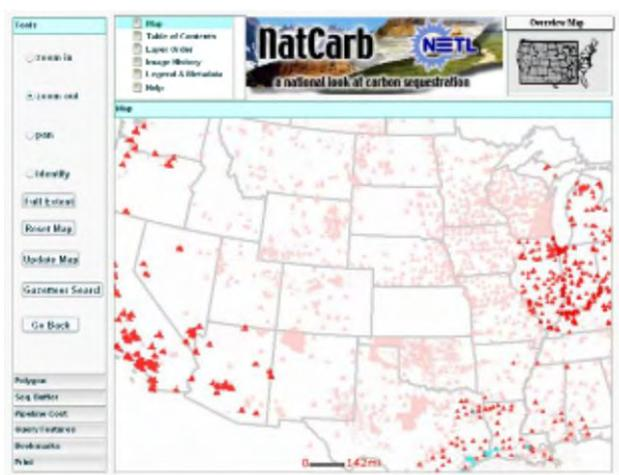 Tools
zoom in
zoom out
pan
Identify
Full Extent
Reset Map
Update Map
Gazetteer Search
Go Back
Polygon
Seq. Buffer
Pipeline Cost
Query Features
Bookmarks
Print
Map
Table of Contents
Layer Order
Image History
Legend & Metadata
Help
NatCarb
NETL
a national look at carbon sequestration
Overview Map
Map
0 142mi